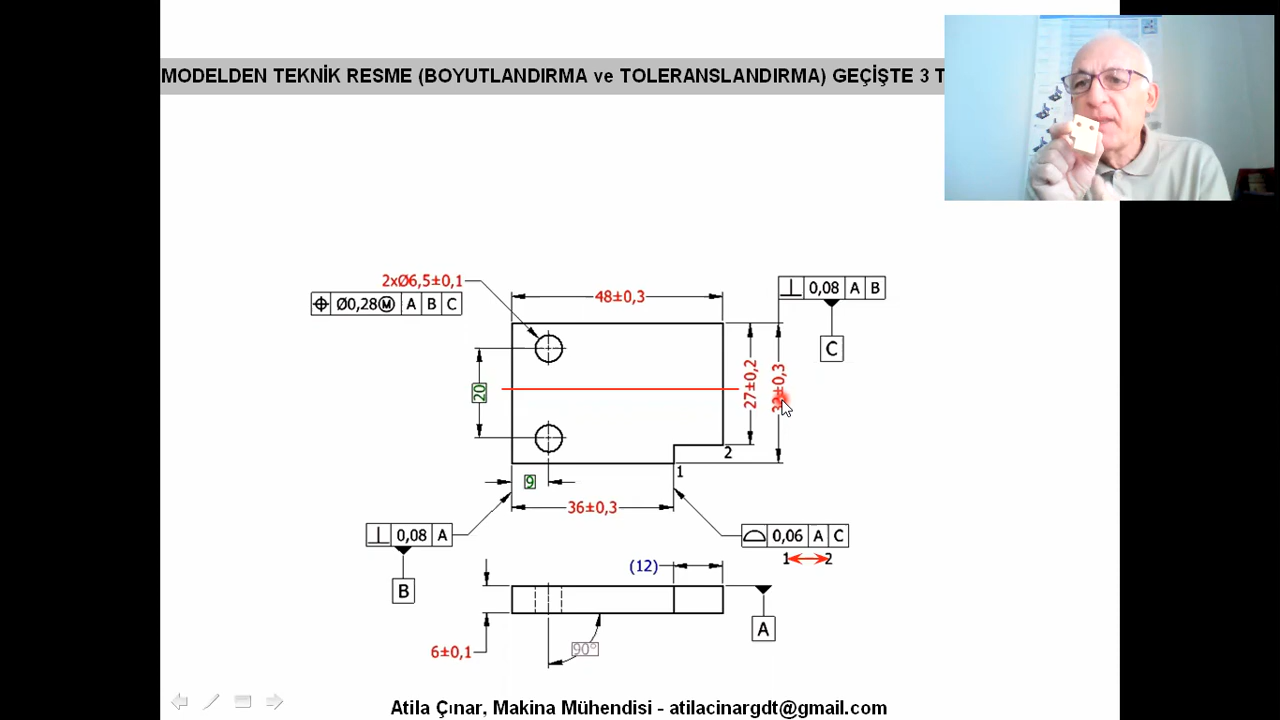 MODELDEN TEKNİK RESME (BOYUTLANDIRMA ve TOLERANSLANDIRMA) GEÇİŞTE 3 T
2xØ6,5±0,1
⌖ Ø0,28Ⓜ A B C
48±0,3
⊥ 0,08 A B
C
20
27±0,2
±0,3
2
1
9
36±0,3
⊥ 0,08 A
B
⌓ 0,06 A C
1 ↔ 2
(12)
A
6±0,1
90°
Atila Çınar, Makina Mühendisi - atilacinargdt@gmail.com